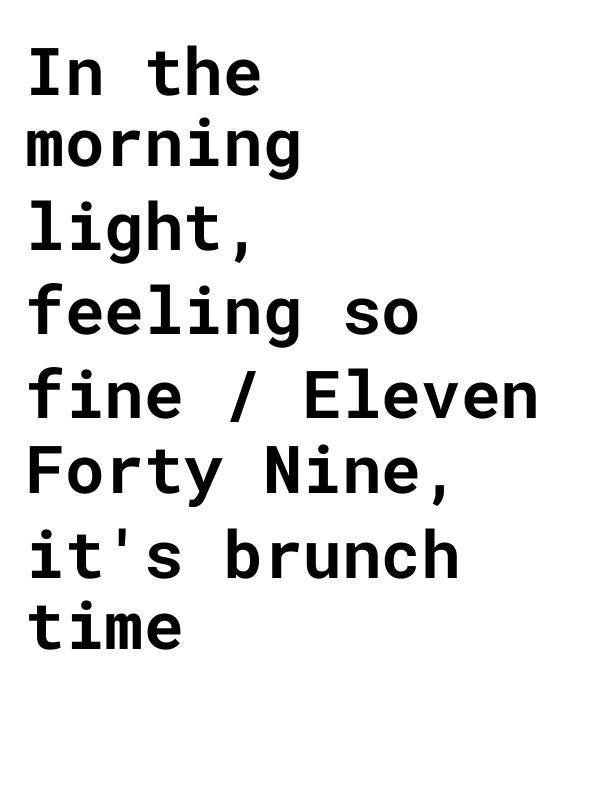 In the
morning
light,
feeling so
fine / Eleven
Forty Nine,
it's brunch
time